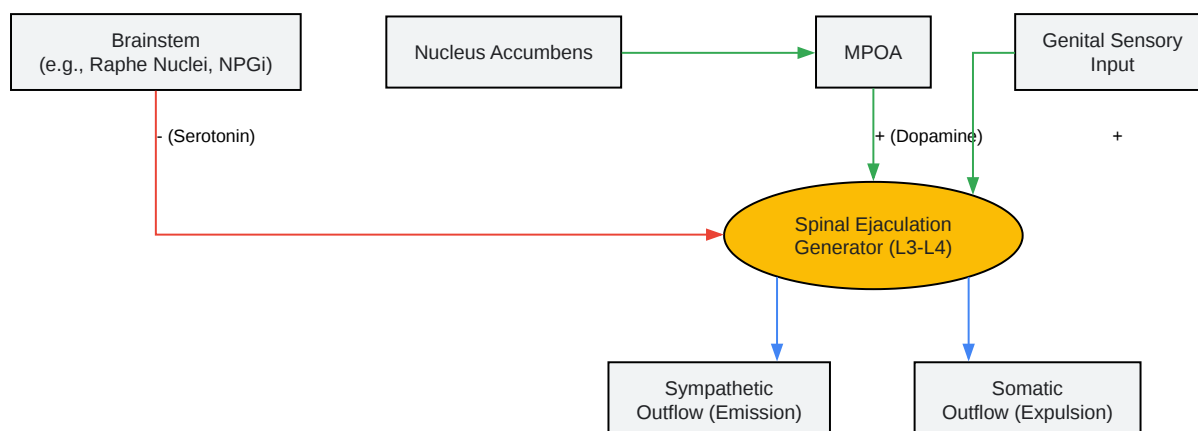 Brainstem
(e.g., Raphe Nuclei, NPGi)
Nucleus Accumbens
MPOA
Genital Sensory
Input
- (Serotonin)
+ (Dopamine)
+
Spinal Ejaculation
Generator (L3-L4)
Sympathetic
Outflow (Emission)
Somatic
Outflow (Expulsion)